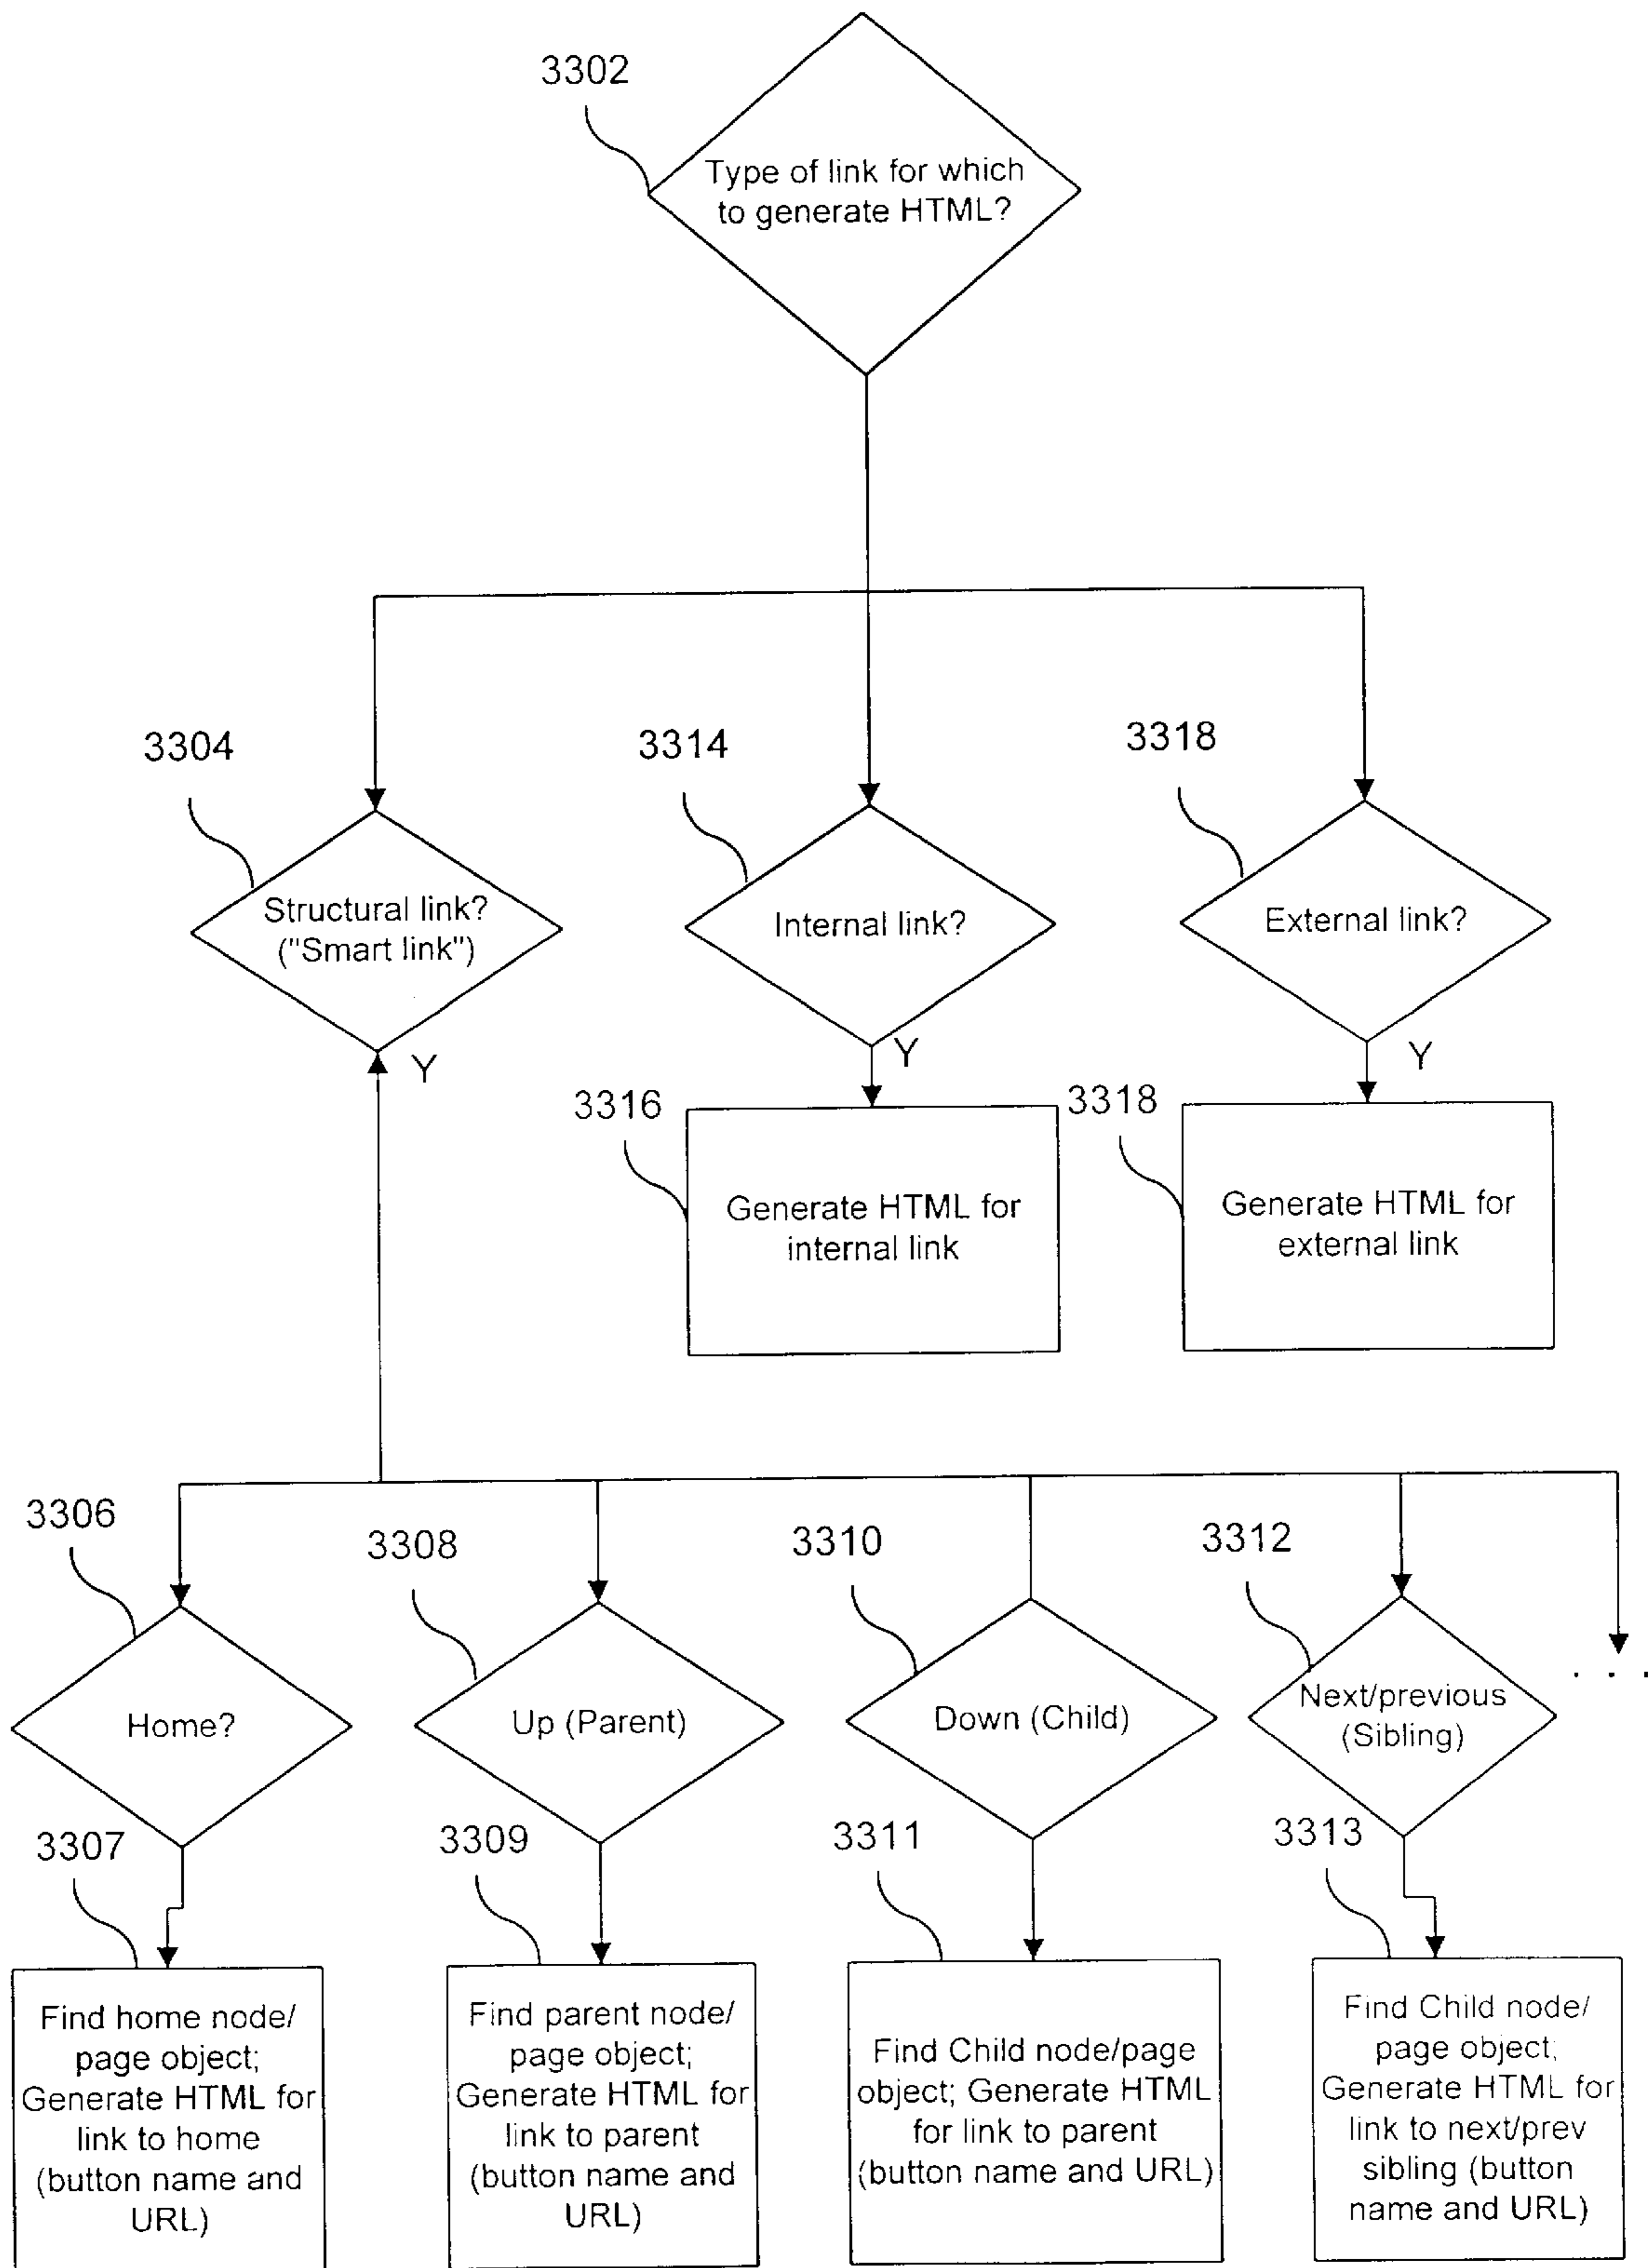 3302
Type of link for which
to generate HTML?
3304
3314
3318
Structural link?
("Smart link")
Internal link?
External link?
Y
Y
Y
3316
3318
Generate HTML for
internal link
Generate HTML for
external link
3306
3308
3310
3312
Home?
Up (Parent)
Down (Child)
Next/previous
(Sibling)
. . .
3307
3309
3311
3313
Find home node/
page object;
Generate HTML for
link to home
(button name and
URL)
Find parent node/
page object;
Generate HTML for
link to parent
(button name and
URL)
Find Child node/page
object; Generate HTML
for link to parent
(button name and URL)
Find Child node/
page object;
Generate HTML for
link to next/prev
sibling (button
name and URL)